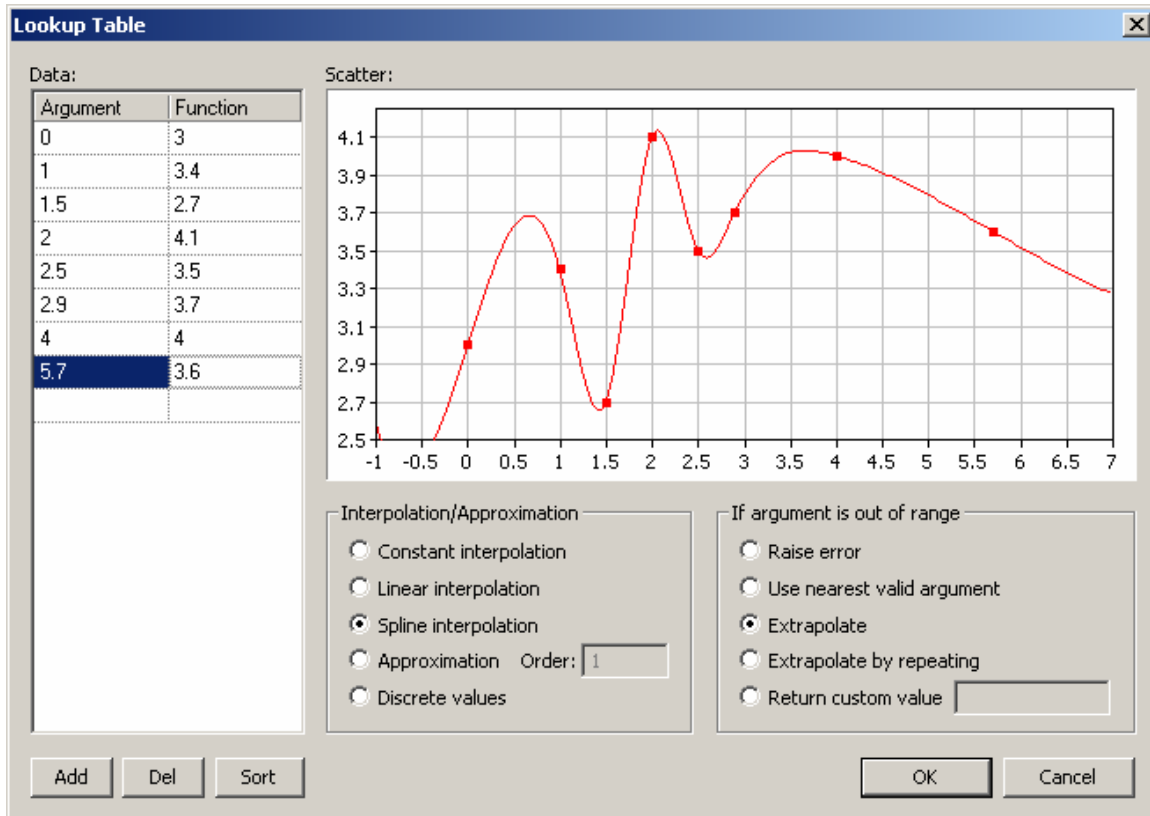 Lookup Table
Data:
Argument Function
0 3
1 3.4
1.5 2.7
2 4.1
2.5 3.5
2.9 3.7
4 4
5.7 3.6
Scatter:
4.1
3.9
3.7
3.5
3.3
3.1
2.9
2.7
2.5
-1 -0.5 0 0.5 1 1.5 2 2.5 3 3.5 4 4.5 5 5.5 6 6.5 7
Interpolation/Approximation
Constant interpolation
Linear interpolation
Spline interpolation
Approximation Order: 1
Discrete values
If argument is out of range
Raise error
Use nearest valid argument
Extrapolate
Extrapolate by repeating
Return custom value
Add Del Sort
OK Cancel